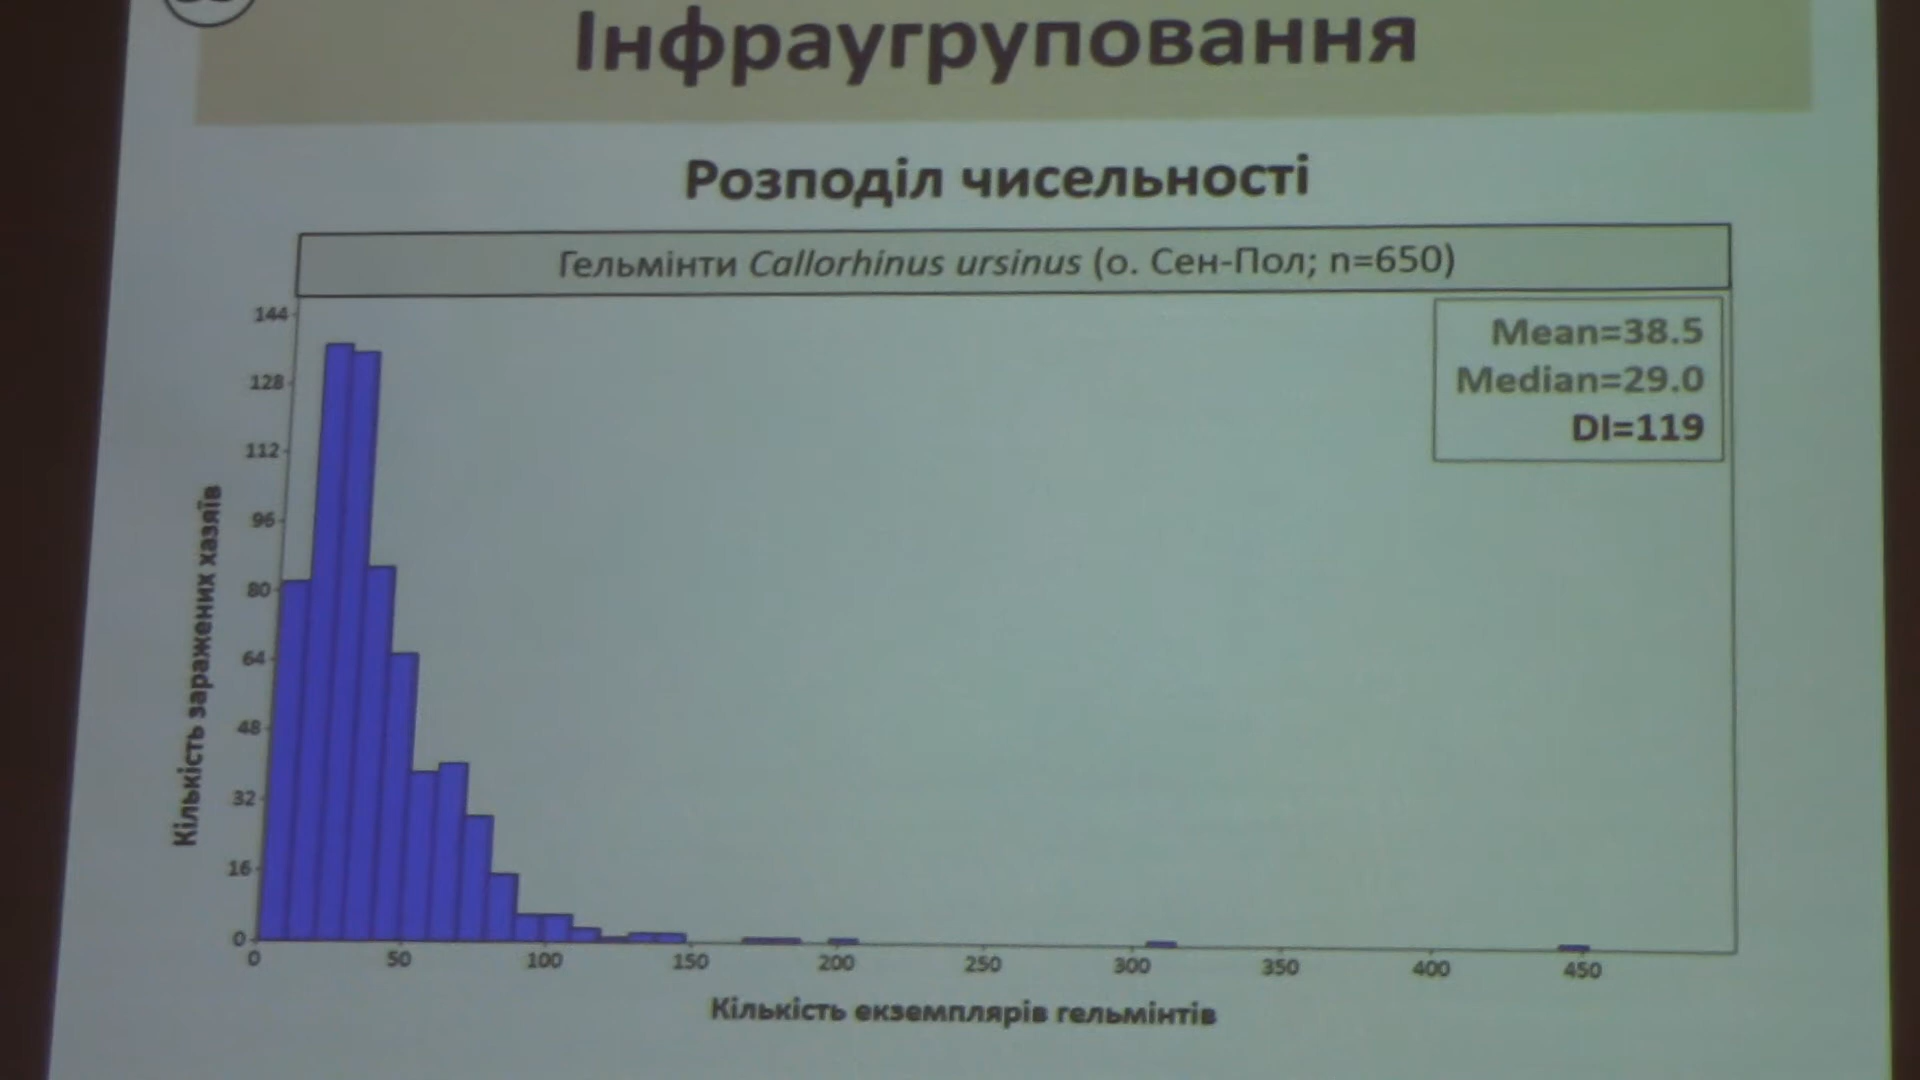 Інфраугруповання
Розподіл чисельності
Гельмінти Callorhinus ursinus (о. Сен-Пол; n=650)
Mean=38.5
Median=29.0
DI=119
Кількість заражених хазяїв
144
128
112
96
80
64
48
32
16
0
0 50 100 150 200 250 300 350 400 450
Кількість екземплярів гельмінтів